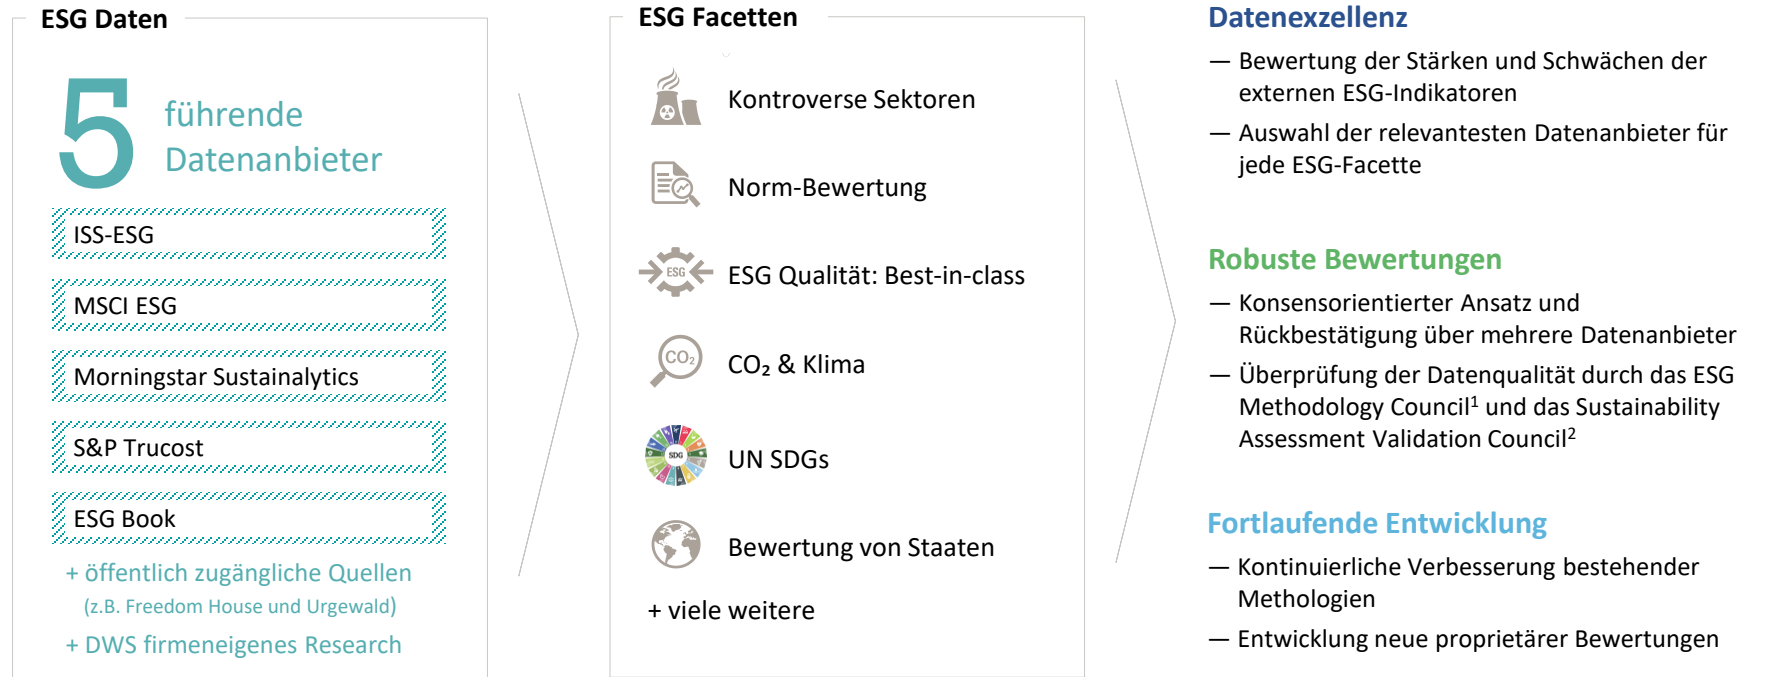 ESG Daten
5
führende
Datenanbieter
ISS-ESG
MSCI ESG
Morningstar Sustainalytics
S&P Trucost
ESG Book
+ öffentlich zugängliche Quellen
(z.B. Freedom House und Urgewald)
+ DWS firmeneigenes Research
ESG Facetten
Kontroverse Sektoren
Norm-Bewertung
ESG
ESG Qualität: Best-in-class
CO₂
CO₂ & Klima
SDG
UN SDGs
Bewertung von Staaten
+ viele weitere
Datenexzellenz
— Bewertung der Stärken und Schwächen der
externen ESG-Indikatoren
— Auswahl der relevantesten Datenanbieter für
jede ESG-Facette
Robuste Bewertungen
— Konsensorientierter Ansatz und
Rückbestätigung über mehrere Datenanbieter
— Überprüfung der Datenqualität durch das ESG
Methodology Council¹ und das Sustainability
Assessment Validation Council²
Fortlaufende Entwicklung
— Kontinuierliche Verbesserung bestehender
Methologien
— Entwicklung neue proprietärer Bewertungen